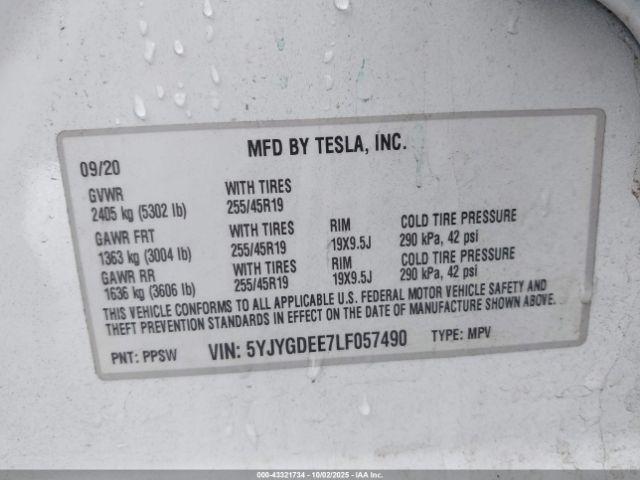 MFD BY TESLA, INC.
09/20
GVWR WITH TIRES
2405 kg (5302 lb) 255/45R19
GAWR FRT WITH TIRES RIM COLD TIRE PRESSURE
1363 kg (3004 lb) 255/45R19 19X9.5J 290 kPa, 42 psi
GAWR RR WITH TIRES RIM COLD TIRE PRESSURE
1636 kg (3606 lb) 255/45R19 19X9.5J 290 kPa, 42 psi
THIS VEHICLE CONFORMS TO ALL APPLICABLE U.S. FEDERAL MOTOR VEHICLE SAFETY AND
THEFT PREVENTION STANDARDS IN EFFECT ON THE DATE OF MANUFACTURE SHOWN ABOVE.
PNT: PPSW VIN: 5YJYGDEE7LF057490 TYPE: MPV
000-43321734 - 10/02/2025 - IAAI.com